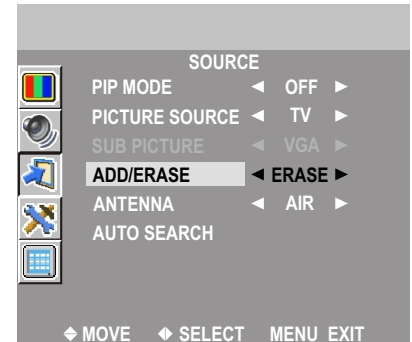 SOURCE
PIP MODE ◄ OFF ►
PICTURE SOURCE ◄ TV ►
SUB PICTURE ◄ VGA ►
ADD/ERASE ◄ ERASE ►
ANTENNA ◄ AIR ►
AUTO SEARCH
MOVE SELECT MENU EXIT